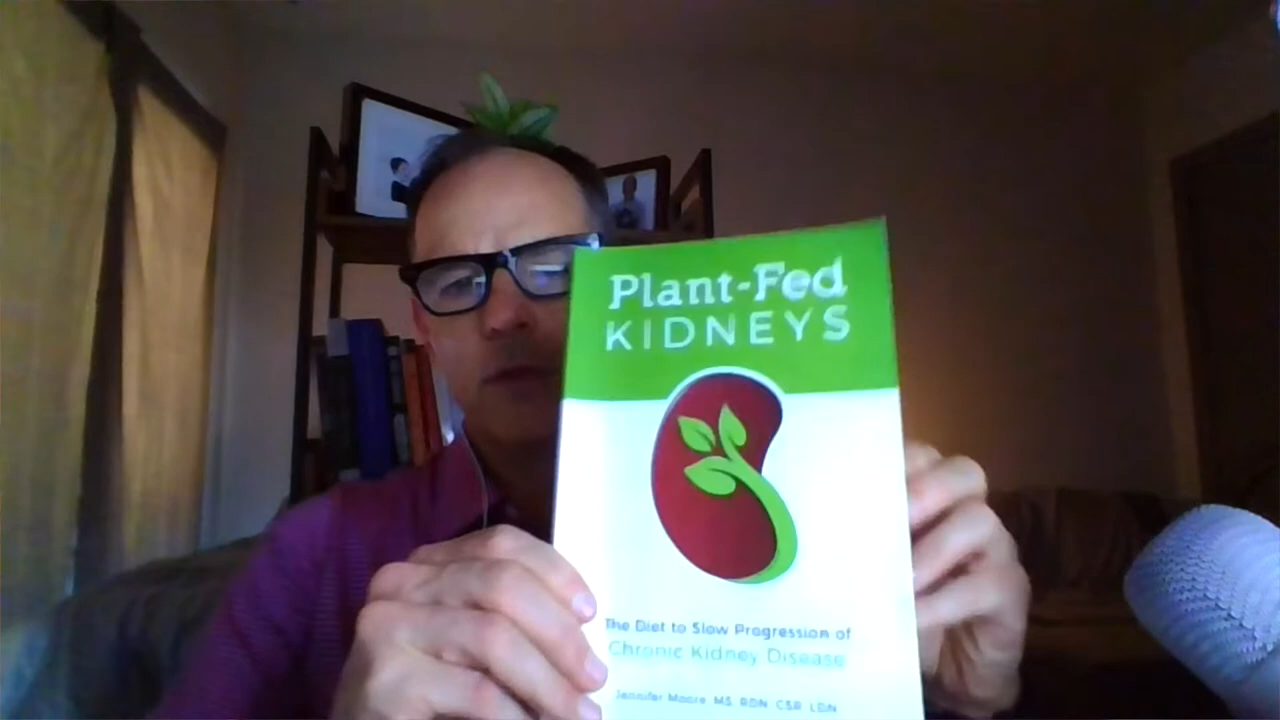 Plant-Fed
KIDNEYS
The Diet to Slow Progression of
Chronic Kidney Disease
Jennifer Moore, MS, RDN, CSR, LDN